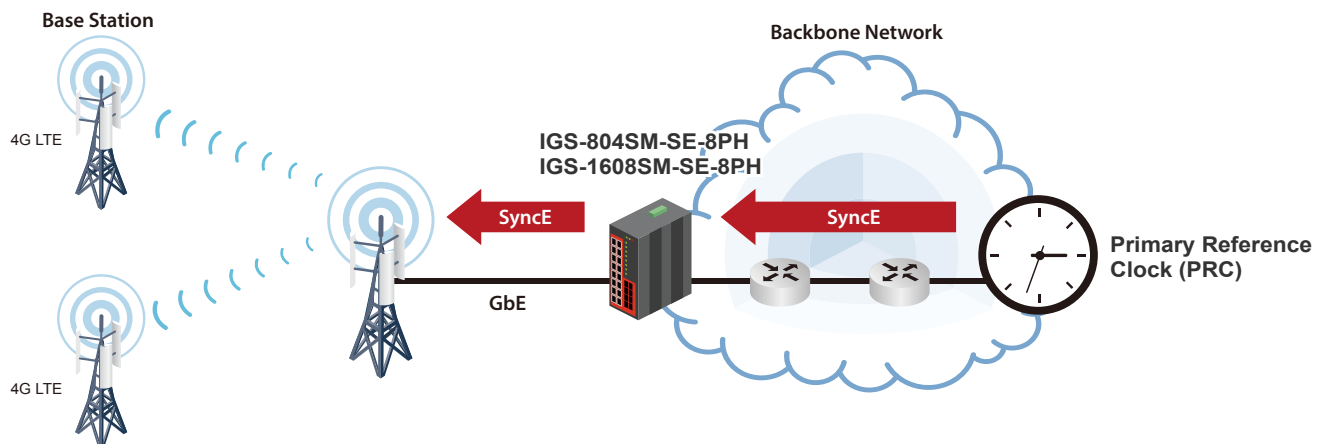 Base Station
Backbone Network
4G LTE
IGS-804SM-SE-8PH
IGS-1608SM-SE-8PH
SyncE
SyncE
Primary Reference
Clock (PRC)
GbE
4G LTE